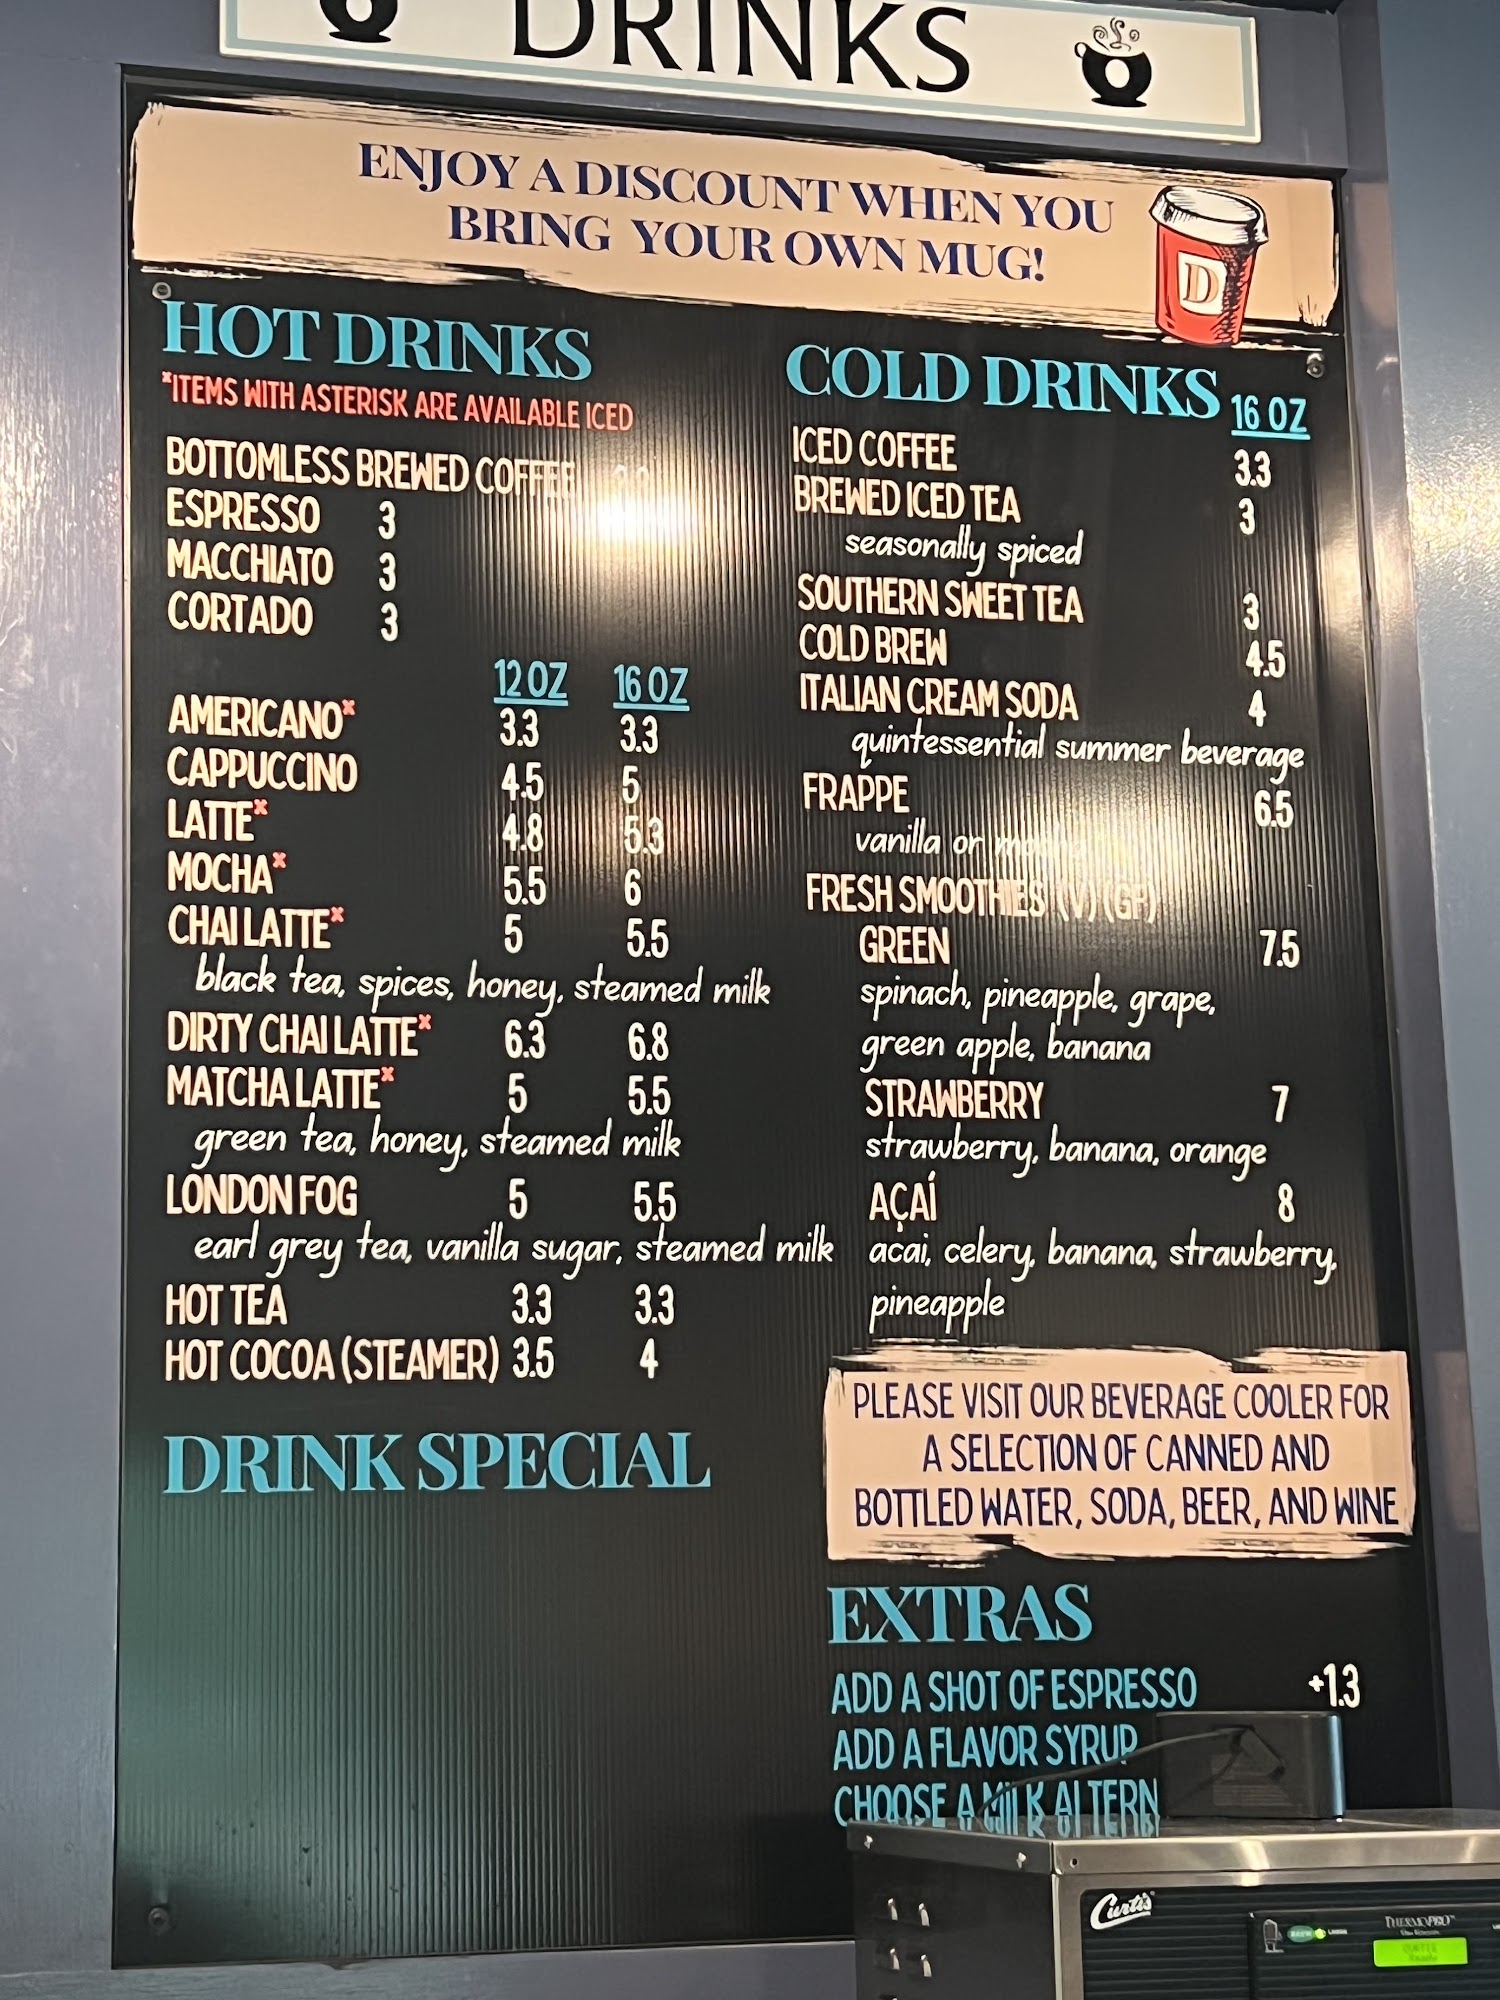 DRINKS
ENJOY A DISCOUNT WHEN YOU
BRING YOUR OWN MUG!
D
HOT DRINKS
*ITEMS WITH ASTERISK ARE AVAILABLE ICED
BOTTOMLESS BREWED COFFEE
ESPRESSO 3
MACCHIATO 3
CORTADO 3
12 OZ 16 OZ
AMERICANO* 3.3 3.3
CAPPUCCINO 4.5 5
LATTE* 4.8 5.3
MOCHA* 5.5 6
CHAI LATTE* 5 5.5
black tea, spices, honey, steamed milk
DIRTY CHAI LATTE* 6.3 6.8
MATCHA LATTE* 5 5.5
green tea, honey, steamed milk
LONDON FOG 5 5.5
earl grey tea, vanilla sugar, steamed milk
HOT TEA 3.3 3.3
HOT COCOA (STEAMER) 3.5 4
DRINK SPECIAL
COLD DRINKS 16 OZ
ICED COFFEE 3.3
BREWED ICED TEA 3
seasonally spiced
SOUTHERN SWEET TEA 3
COLD BREW 4.5
ITALIAN CREAM SODA 4
quintessential summer beverage
FRAPPE 6.5
vanilla or
FRESH SMOOTHIES (V) (GF)
GREEN 7.5
spinach, pineapple, grape,
green apple, banana
STRAWBERRY 7
strawberry, banana, orange
AÇAÍ 8
acai, celery, banana, strawberry,
pineapple
PLEASE VISIT OUR BEVERAGE COOLER FOR
A SELECTION OF CANNED AND
BOTTLED WATER, SODA, BEER, AND WINE
EXTRAS
ADD A SHOT OF ESPRESSO +1.3
ADD A FLAVOR SYRUP
CHOOSE A MILK ALTERN
Curtis
THERMOPRO